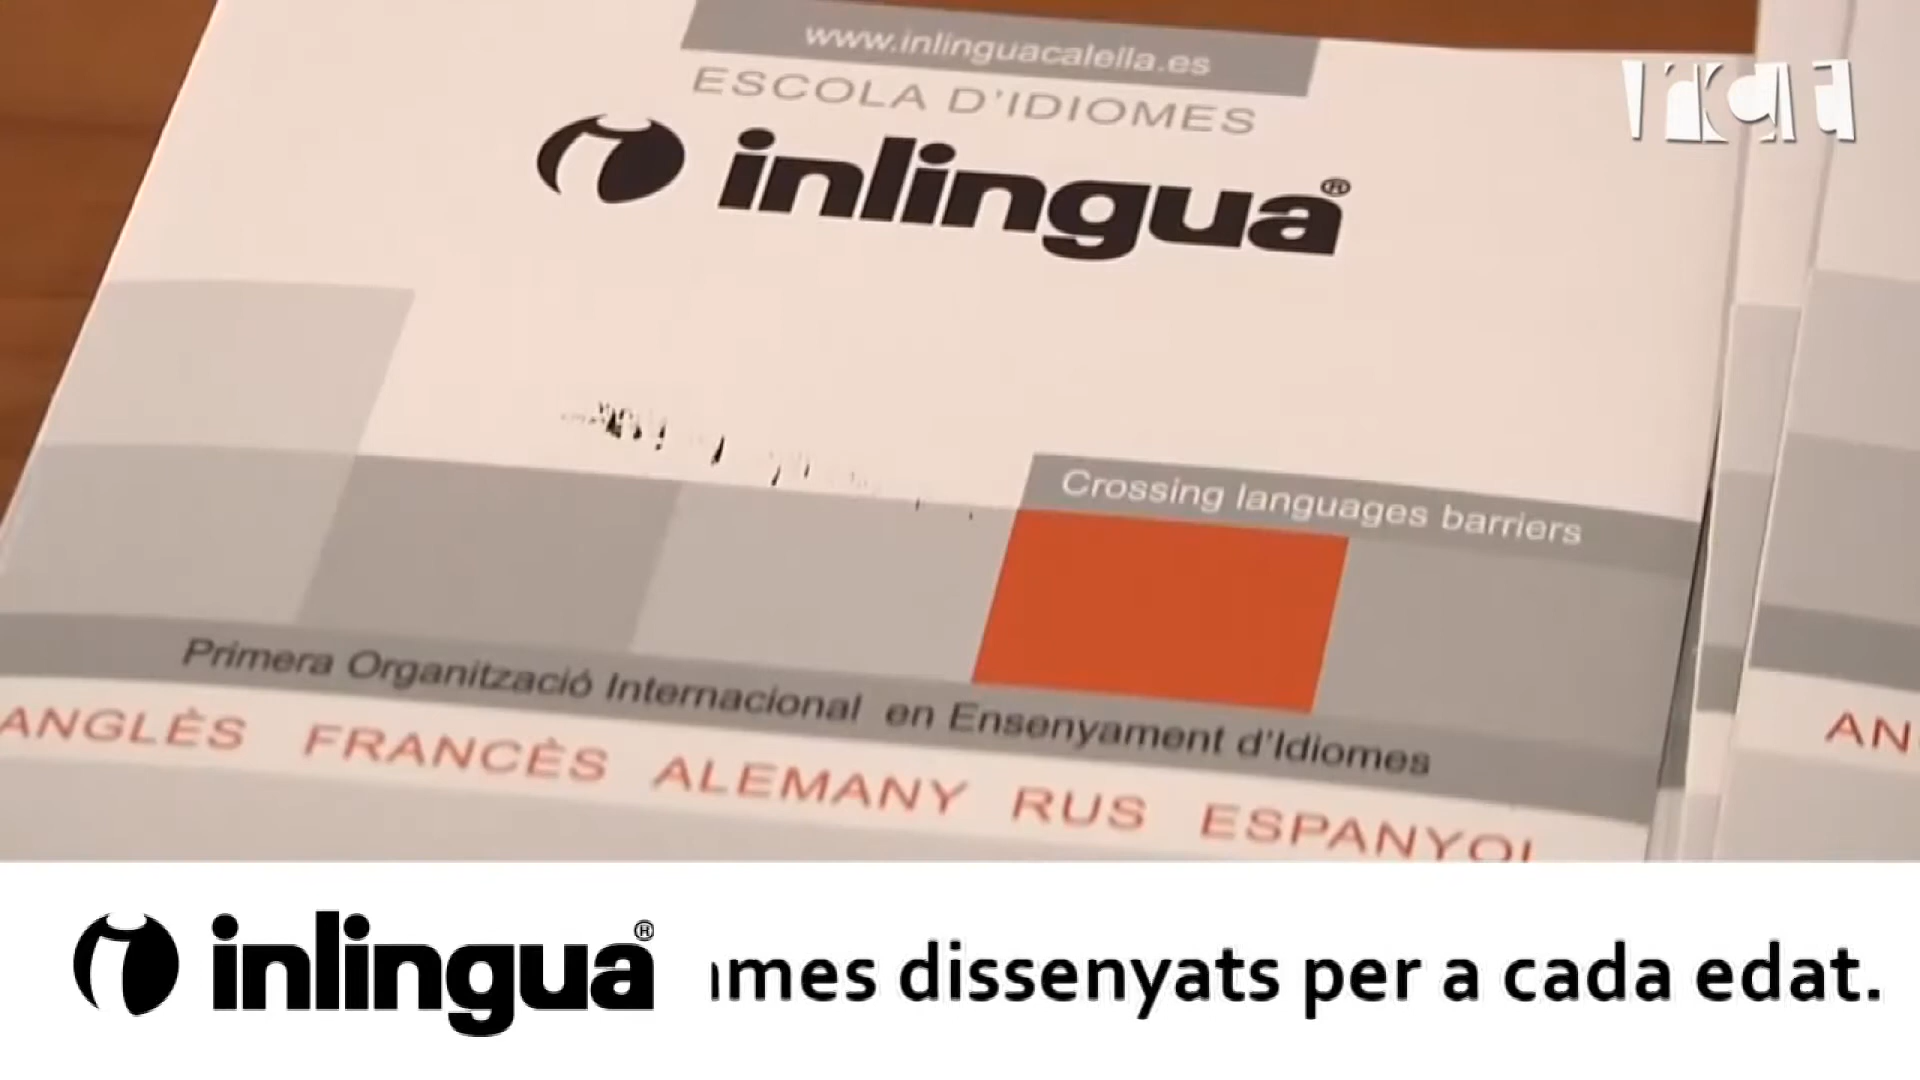 www.inlinguacalella.es
ESCOLA D'IDIOMES
inlingua®
Crossing languages barriers
Primera Organització Internacional en Ensenyament d'Idiomes
ANGLÈS FRANCÈS ALEMANY RUS ESPANYOL
AN
inlingua®
ames dissenyats per a cada edat.